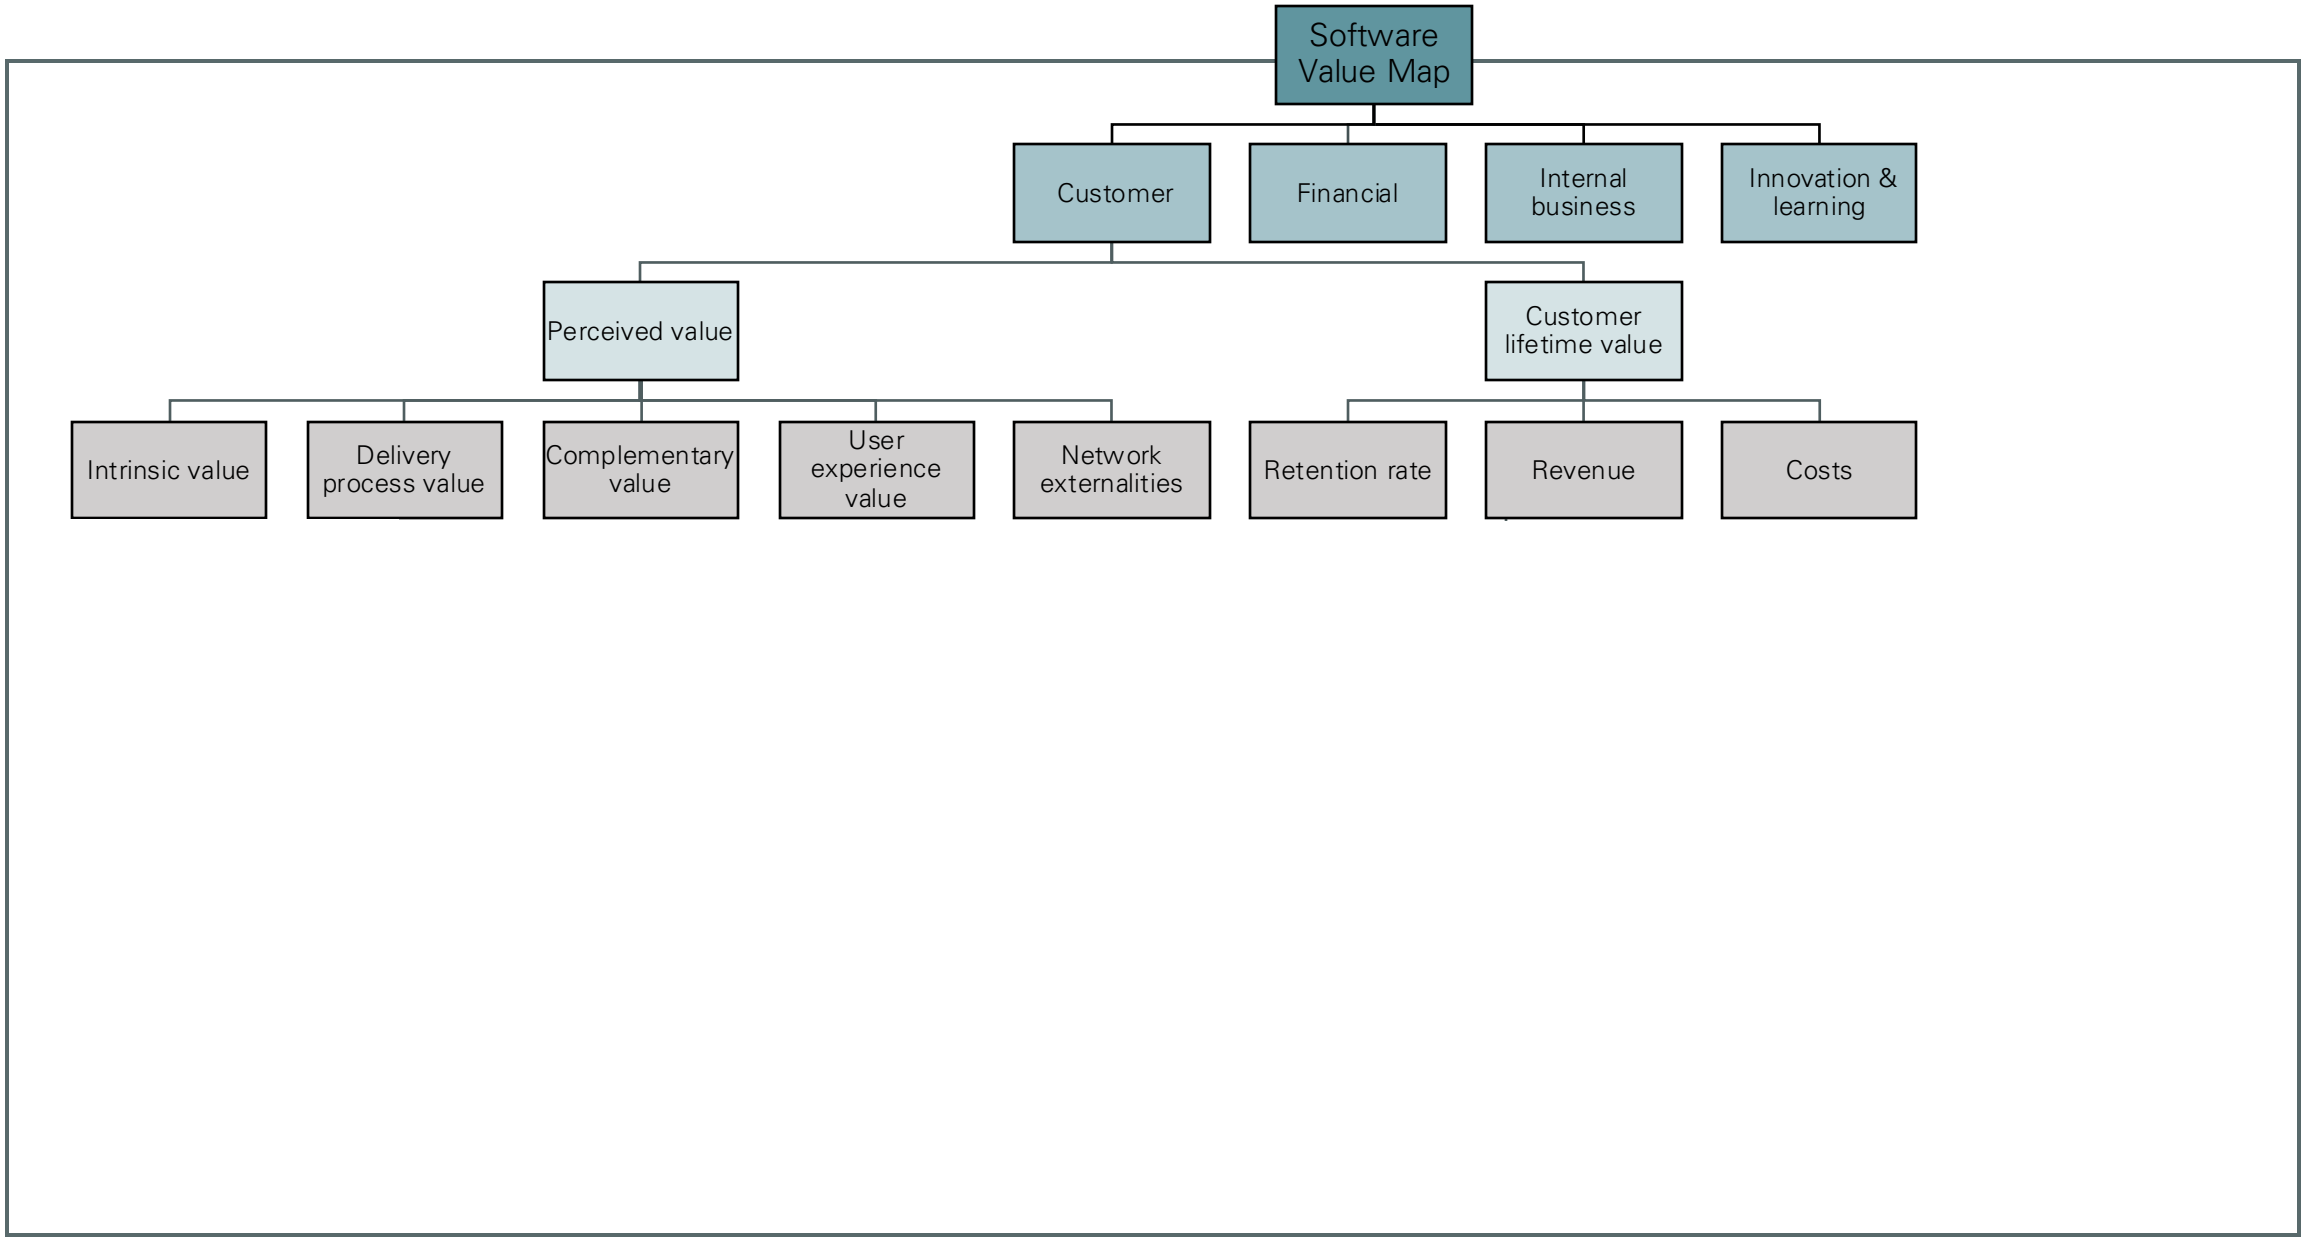 Software
Value Map
Customer
Financial
Internal
business
Innovation &
learning
Perceived value
Customer
lifetime value
Intrinsic value
Delivery
process value
Complementary
value
User
experience
value
Network
externalities
Retention rate
Revenue
Costs